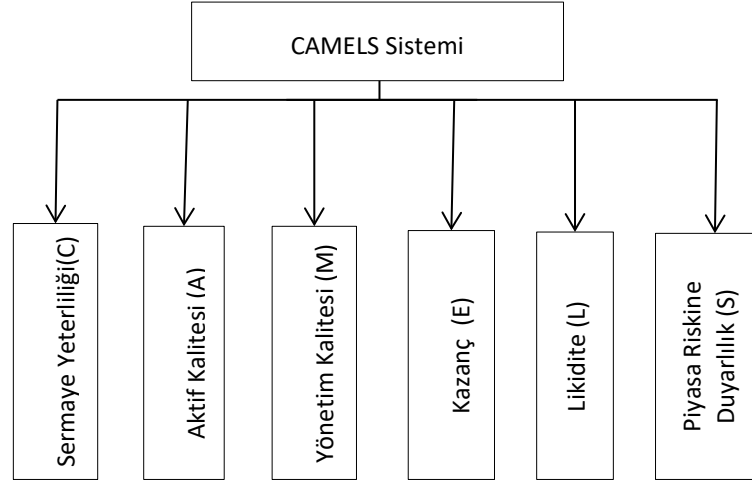 CAMELS Sistemi
Sermaye Yeterliliği(C)
Aktif Kalitesi (A)
Yönetim Kalitesi (M)
Kazanç  (E)
Likidite (L)
Piyasa Riskine
Duyarlılık (S)